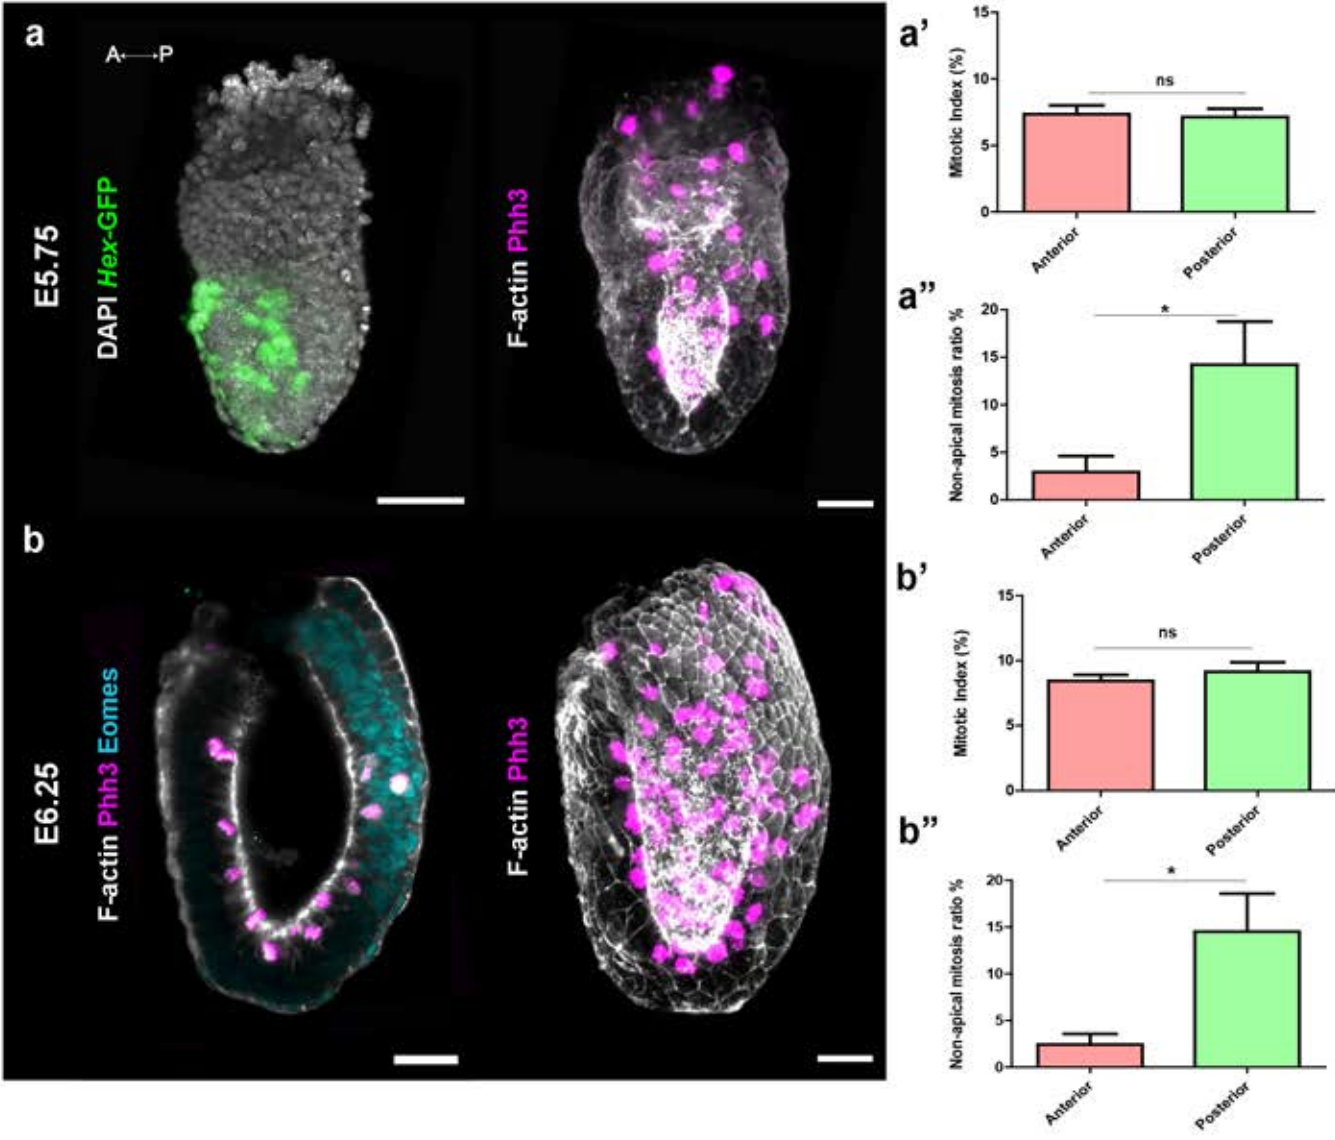 a
A↔P
E5.75
DAPI Hex-GFP
F-actin Phh3
a'
Mitotic Index (%)
15
10
5
0
ns
Anterior
Posterior
a"
Non-apical mitosis ratio %
20
15
10
5
0
*
Anterior
Posterior
b
E6.25
F-actin Phh3 Eomes
F-actin Phh3
b'
Mitotic Index (%)
15
10
5
0
ns
Anterior
Posterior
b"
Non-apical mitosis ratio %
20
15
10
5
0
*
Anterior
Posterior